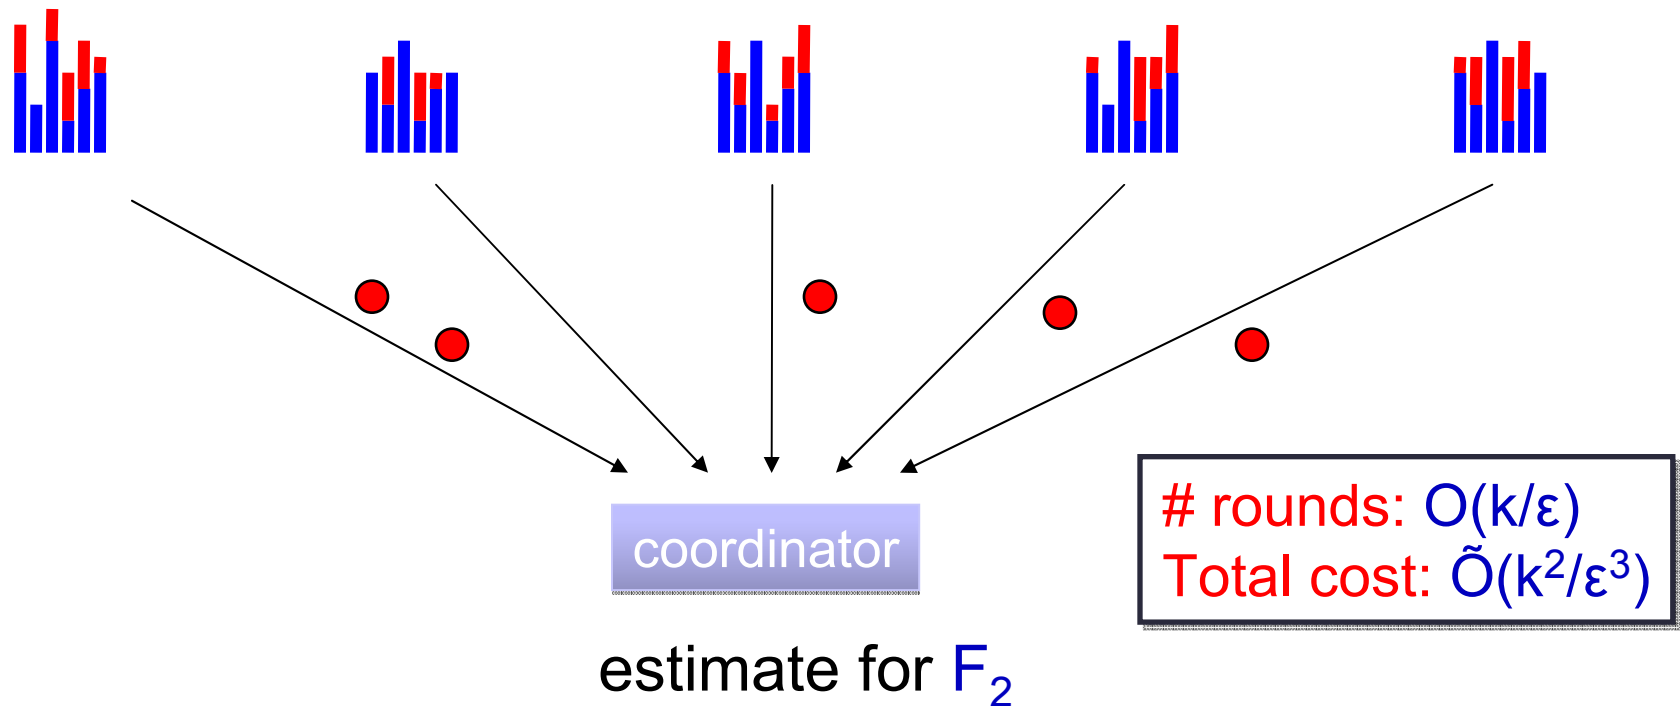 # rounds: O(k/ε)
Total cost: Õ(k²/ε³)
coordinator
estimate for F₂